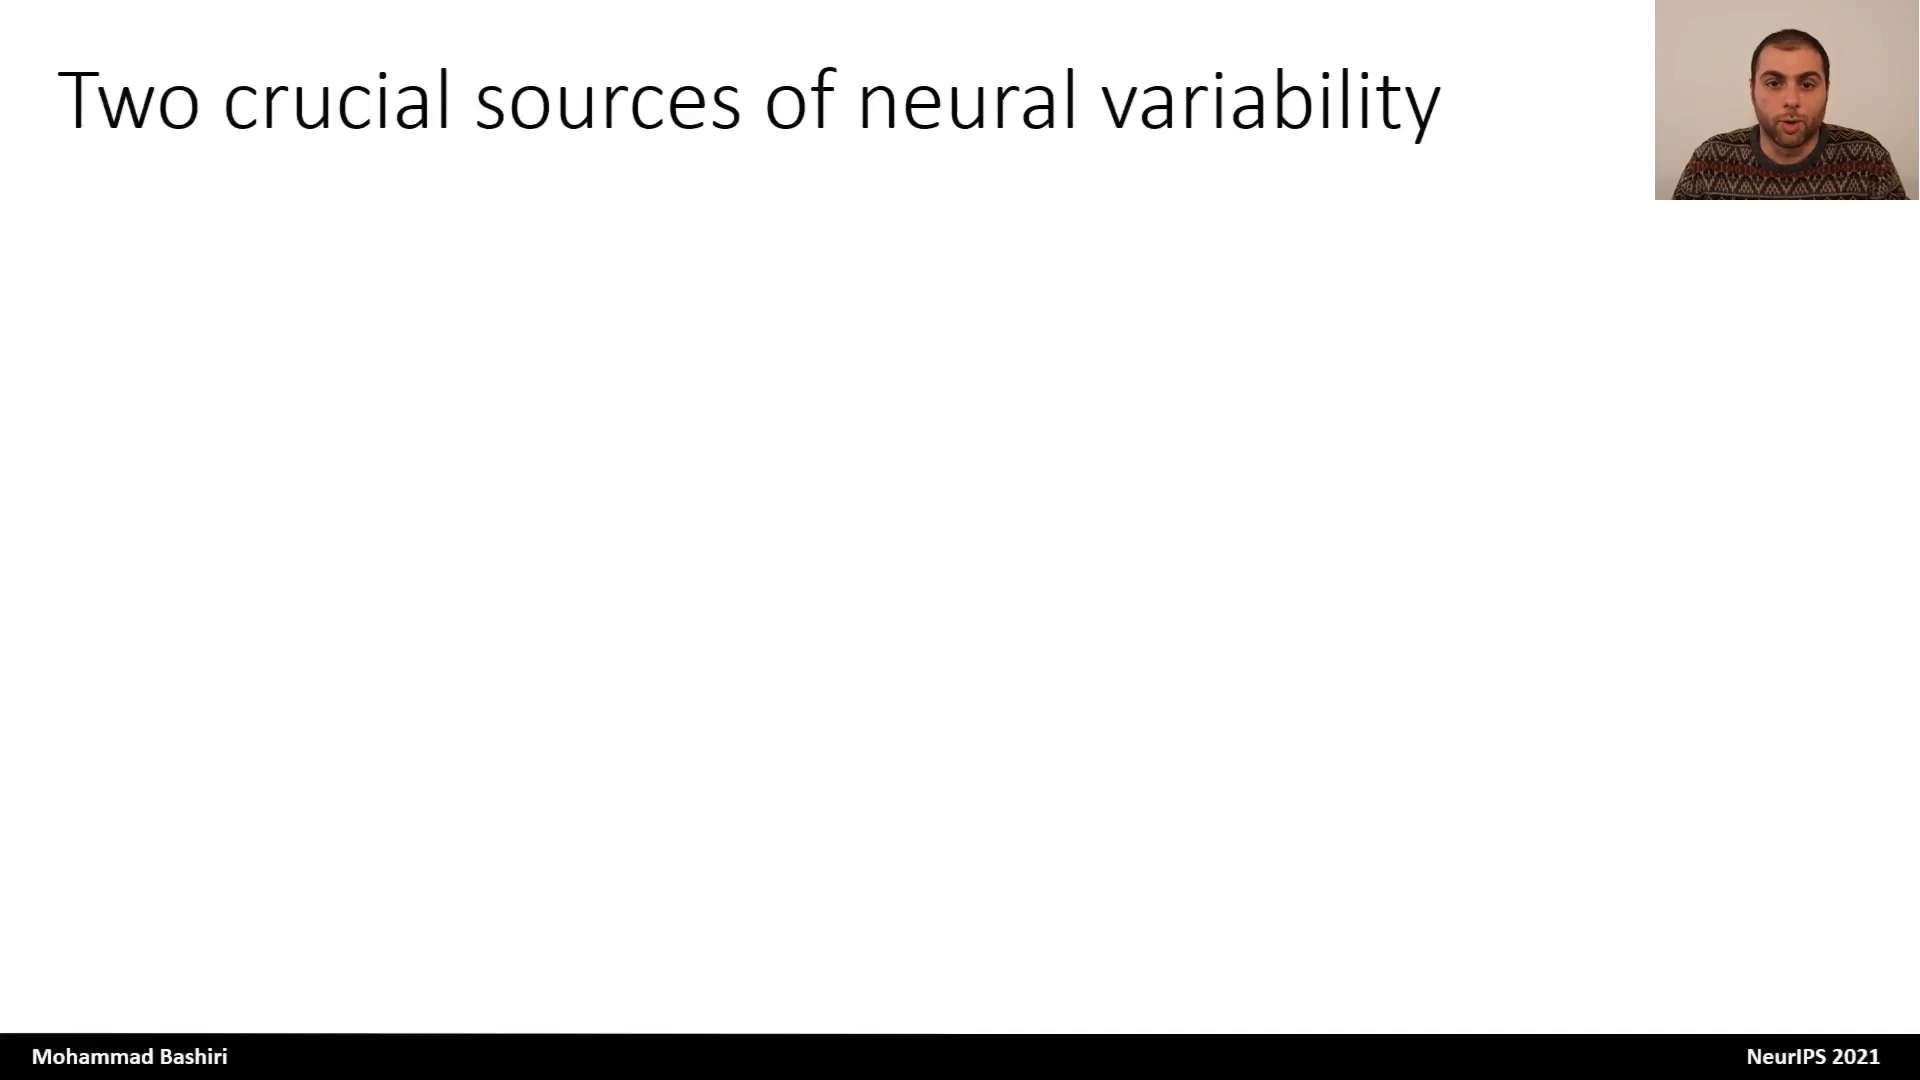 Two crucial sources of neural variability
Mohammad Bashiri
NeurIPS 2021